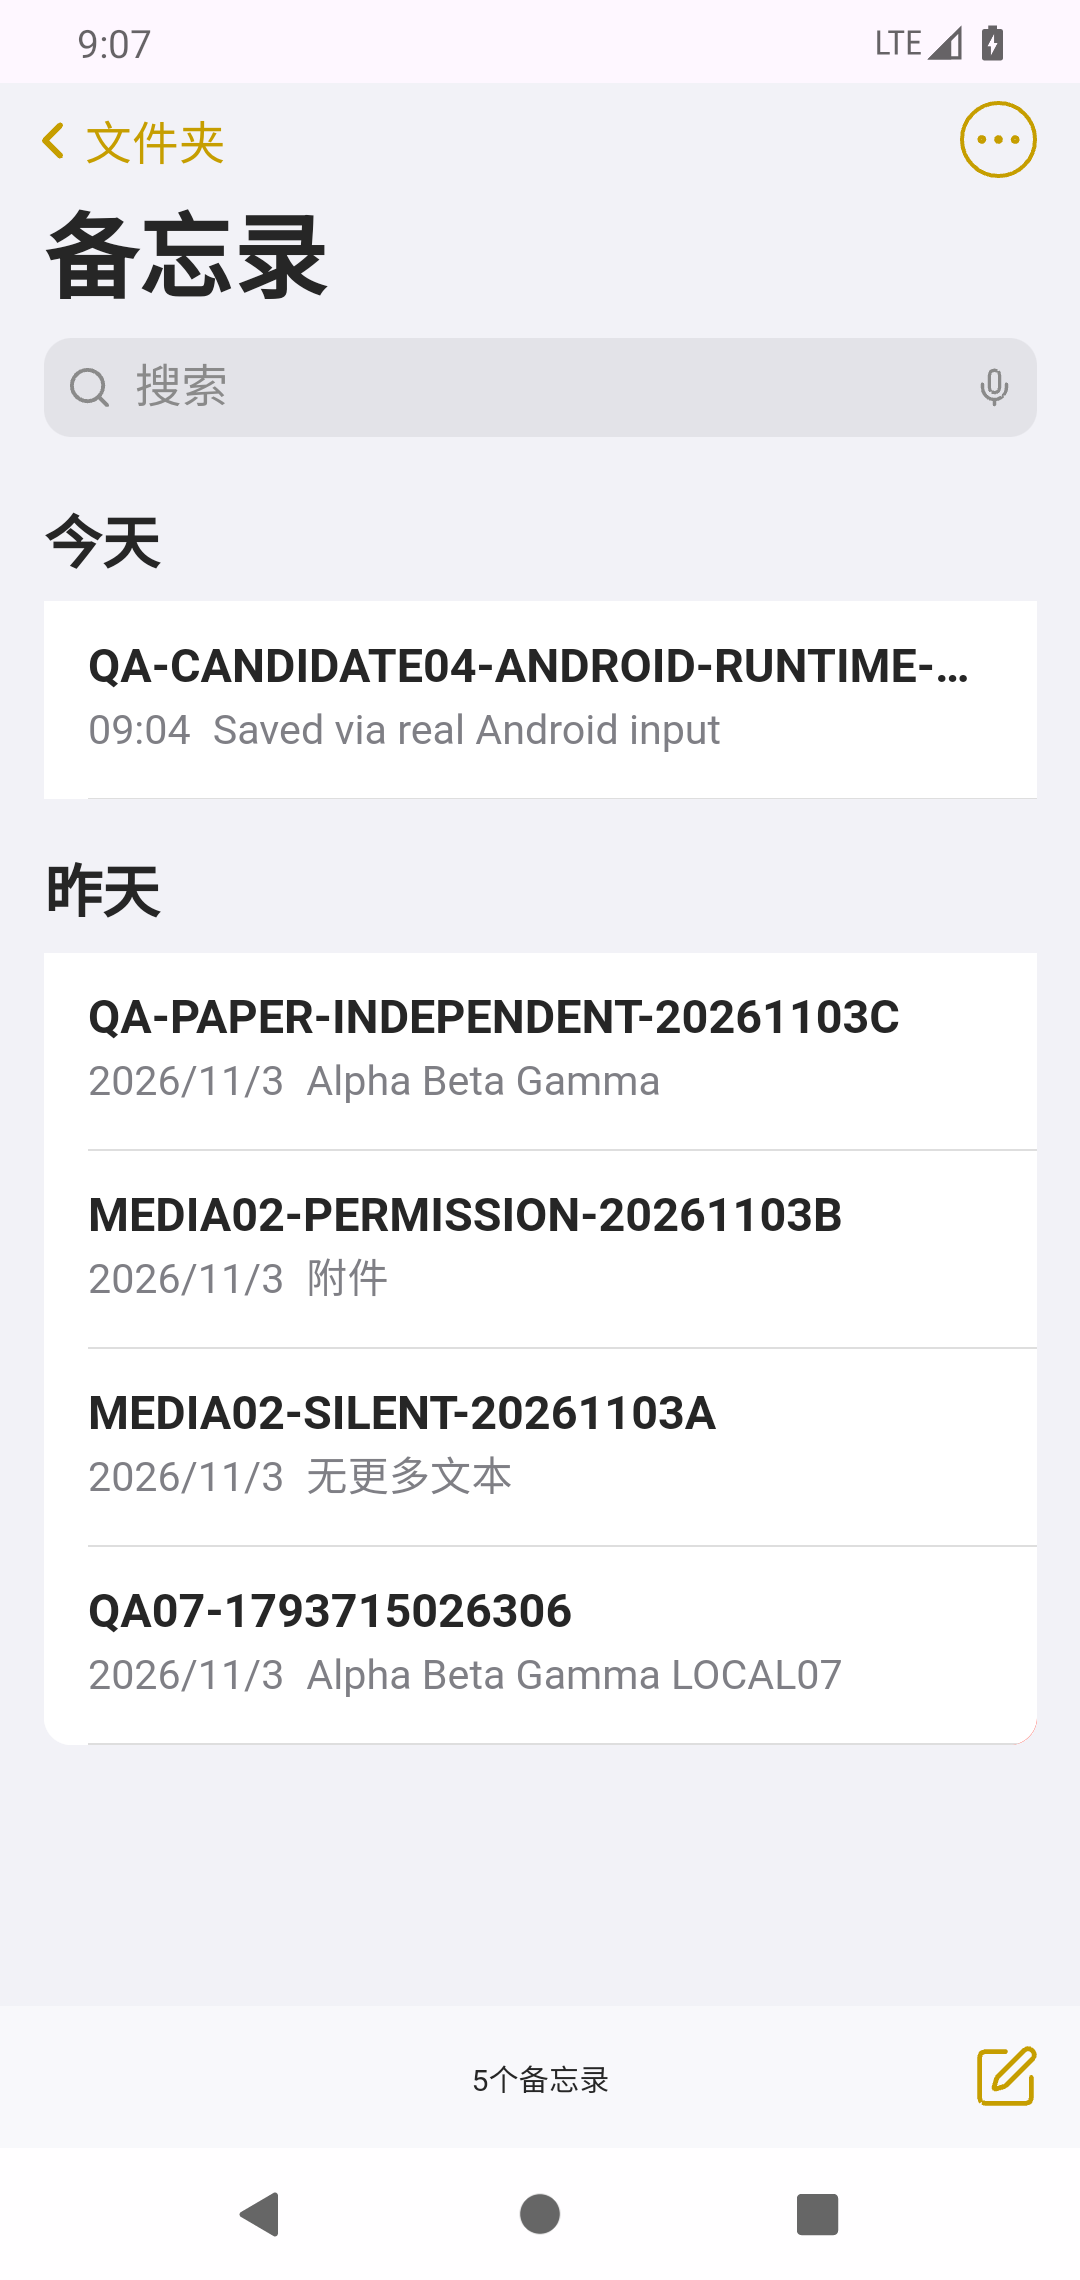 9:07 LTE
文件夹
备忘录
搜索
今天
QA-CANDIDATE04-ANDROID-RUNTIME-...
09:04 Saved via real Android input
昨天
QA-PAPER-INDEPENDENT-20261103C
2026/11/3 Alpha Beta Gamma
MEDIA02-PERMISSION-20261103B
2026/11/3 附件
MEDIA02-SILENT-20261103A
2026/11/3 无更多文本
QA07-1793715026306
2026/11/3 Alpha Beta Gamma LOCAL07
5个备忘录